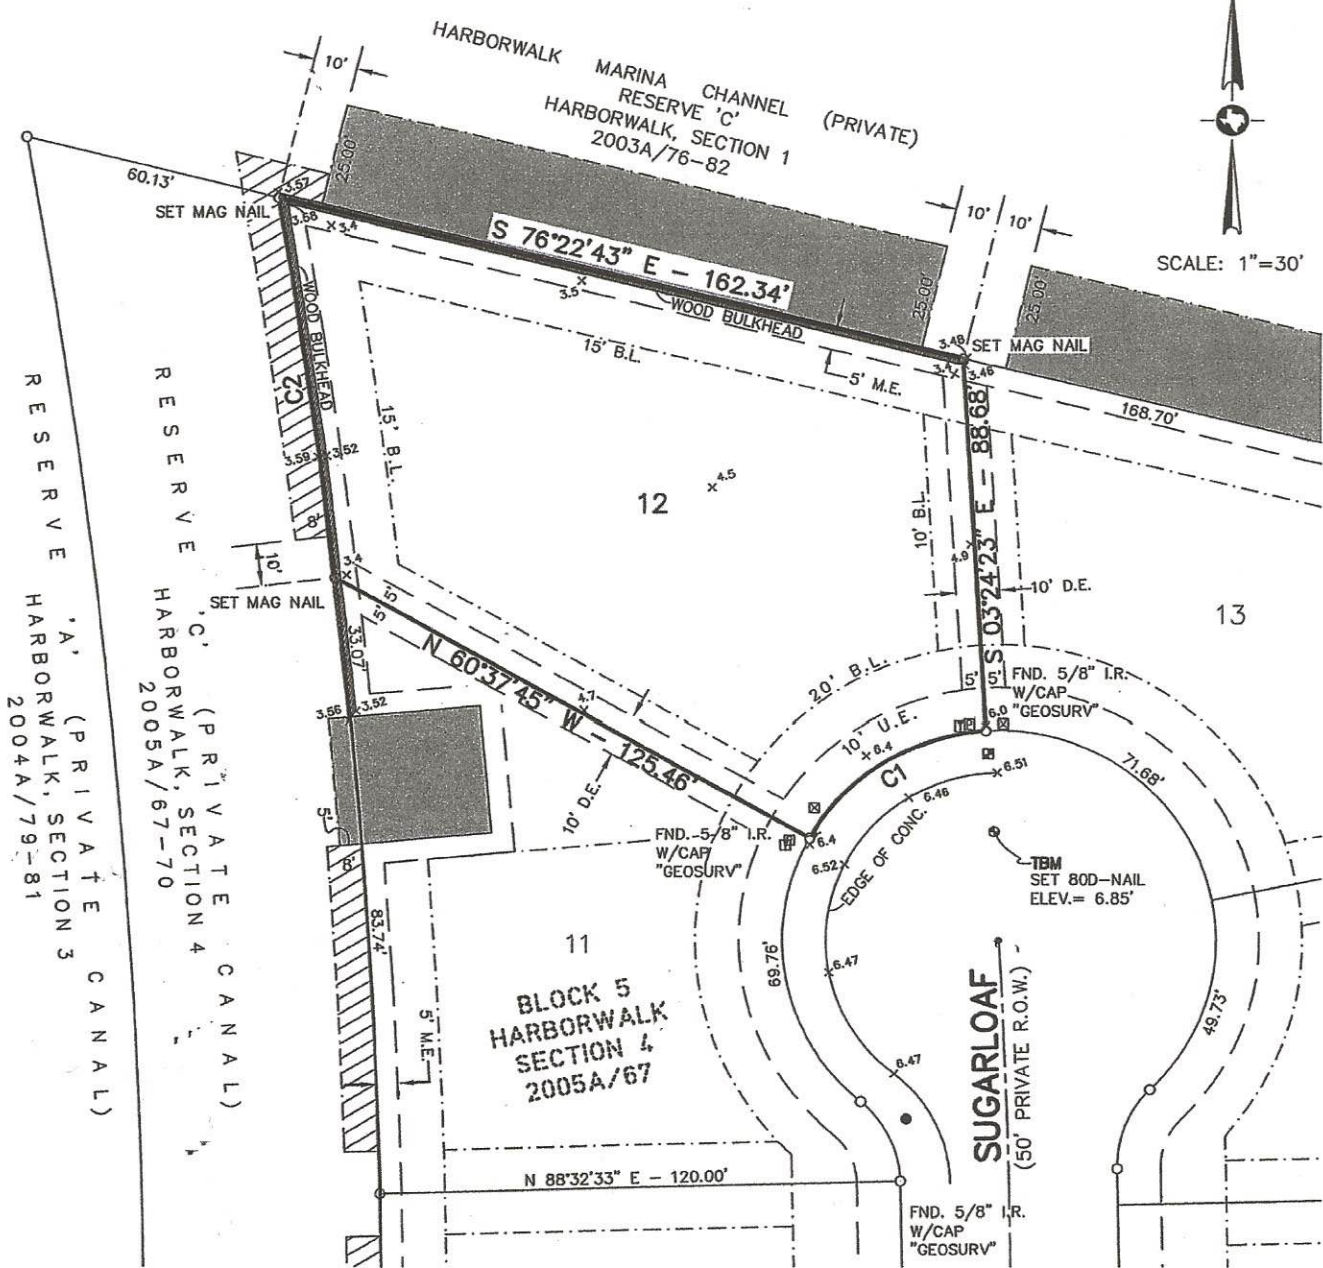 HARBORWALK MARINA CHANNEL (PRIVATE)
RESERVE 'C'
HARBORWALK, SECTION 1
2003A/76-82
10'
25.00'
60.13'
SET MAG NAIL
3.57
3.68
3.4
S 76°22'43" E - 162.34'
3.5
WOOD BULKHEAD
15' B.L.
5' M.E.
25.00'
10'
10'
25.00'
SCALE: 1"=30'
3.48
SET MAG NAIL
3.4
3.46
168.70'
WOOD BULKHEAD
C2
15' B.L.
3.59
3.52
8'
12
4.5
10' B.L.
S 03°24'23" E - 88.68'
4.9
10' D.E.
13
10'
3.4
SET MAG NAIL
5'
5'
33.07'
N 60°37'45" W - 125.46'
4.7
10' D.E.
20' B.L.
10' U.E.
5'
5'
FND. 5/8" I.R.
W/CAP
"GEOSURV"
6.0
6.4
C1
6.51
6.46
71.68'
3.56
3.52
5'
8'
83.74'
FND. 5/8" I.R.
W/CAP
"GEOSURV"
6.4
6.52
EDGE OF CONC.
TBM
SET 80D-NAIL
ELEV.= 6.85'
11
BLOCK 5
HARBORWALK
SECTION 4
2005A/67
5' M.E.
69.76'
6.47
6.47
SUGARLOAF
(50' PRIVATE R.O.W.)
49.73'
N 88°32'33" E - 120.00'
FND. 5/8" I.R.
W/CAP
"GEOSURV"
RESERVE 'C' (PRIVATE CANAL)
HARBORWALK, SECTION 4
2005A/67-70
RESERVE 'A' (PRIVATE CANAL)
HARBORWALK, SECTION 3
2004A/79-81